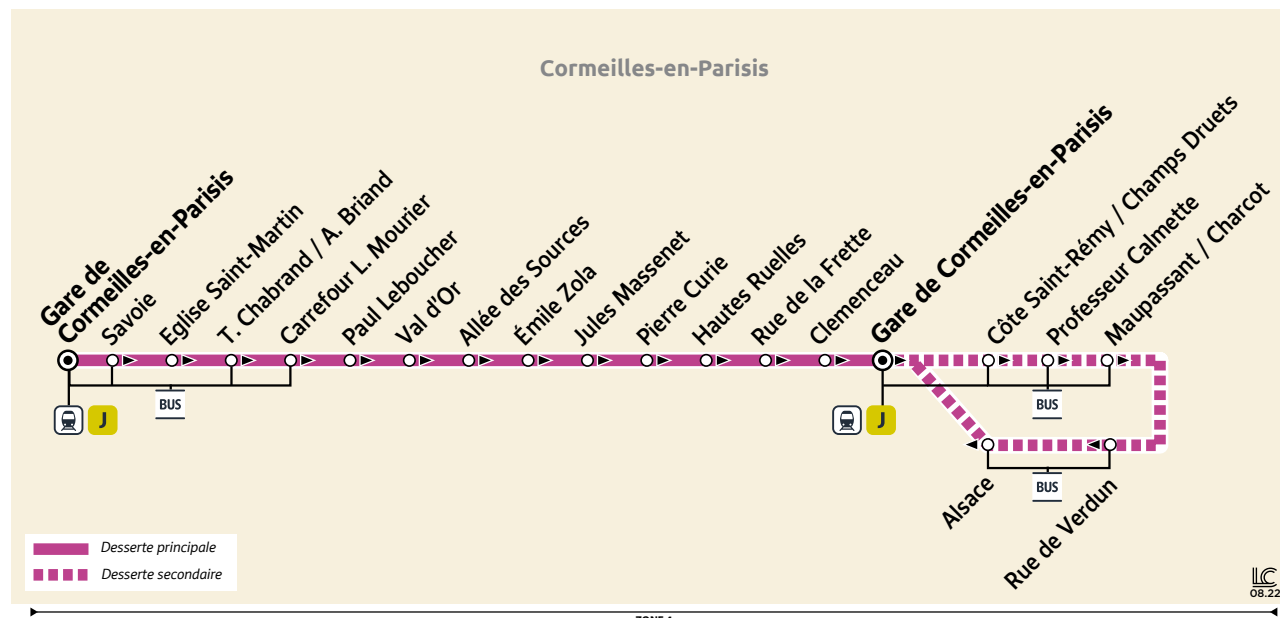 Cormeilles-en-Parisis
Gare de
Cormeilles-en-Parisis
Savoie
Eglise Saint-Martin
T. Chabrand / A. Briand
Carrefour L. Mourier
Paul Leboucher
Val d'Or
Allée des Sources
Émile Zola
Jules Massenet
Pierre Curie
Hautes Ruelles
Rue de la Frette
Clemenceau
Gare de Cormeilles-en-Parisis
Côte Saint-Rémy / Champs Druets
Professeur Calmette
Maupassant / Charcot
BUS
J
J
BUS
BUS
Alsace
Rue de Verdun
Desserte principale
Desserte secondaire
LC
08.22